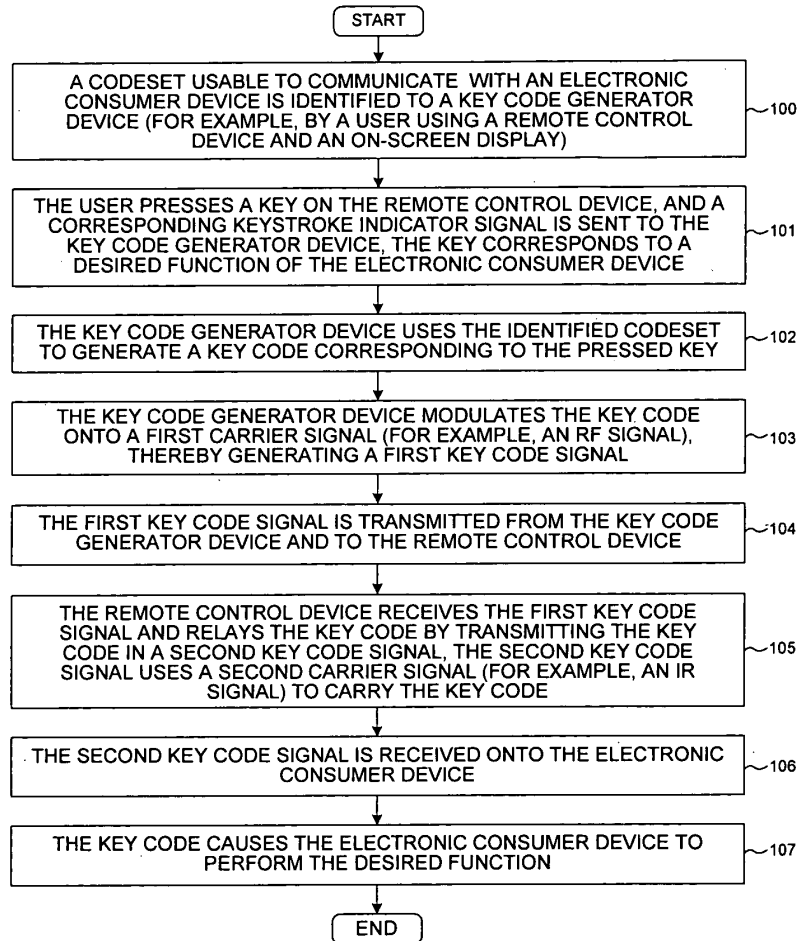 START
A CODESET USABLE TO COMMUNICATE WITH AN ELECTRONIC
CONSUMER DEVICE IS IDENTIFIED TO A KEY CODE GENERATOR
DEVICE (FOR EXAMPLE, BY A USER USING A REMOTE CONTROL
DEVICE AND AN ON-SCREEN DISPLAY)
100
THE USER PRESSES A KEY ON THE REMOTE CONTROL DEVICE, AND A
CORRESPONDING KEYSTROKE INDICATOR SIGNAL IS SENT TO THE
KEY CODE GENERATOR DEVICE, THE KEY CORRESPONDS TO A
DESIRED FUNCTION OF THE ELECTRONIC CONSUMER DEVICE
101
THE KEY CODE GENERATOR DEVICE USES THE IDENTIFIED CODESET
TO GENERATE A KEY CODE CORRESPONDING TO THE PRESSED KEY
102
THE KEY CODE GENERATOR DEVICE MODULATES THE KEY CODE
ONTO A FIRST CARRIER SIGNAL (FOR EXAMPLE, AN RF SIGNAL),
THEREBY GENERATING A FIRST KEY CODE SIGNAL
103
THE FIRST KEY CODE SIGNAL IS TRANSMITTED FROM THE KEY CODE
GENERATOR DEVICE AND TO THE REMOTE CONTROL DEVICE
104
THE REMOTE CONTROL DEVICE RECEIVES THE FIRST KEY CODE
SIGNAL AND RELAYS THE KEY CODE BY TRANSMITTING THE KEY
CODE IN A SECOND KEY CODE SIGNAL, THE SECOND KEY CODE
SIGNAL USES A SECOND CARRIER SIGNAL (FOR EXAMPLE, AN IR
SIGNAL) TO CARRY THE KEY CODE
105
THE SECOND KEY CODE SIGNAL IS RECEIVED ONTO THE ELECTRONIC
CONSUMER DEVICE
106
THE KEY CODE CAUSES THE ELECTRONIC CONSUMER DEVICE TO
PERFORM THE DESIRED FUNCTION
107
END